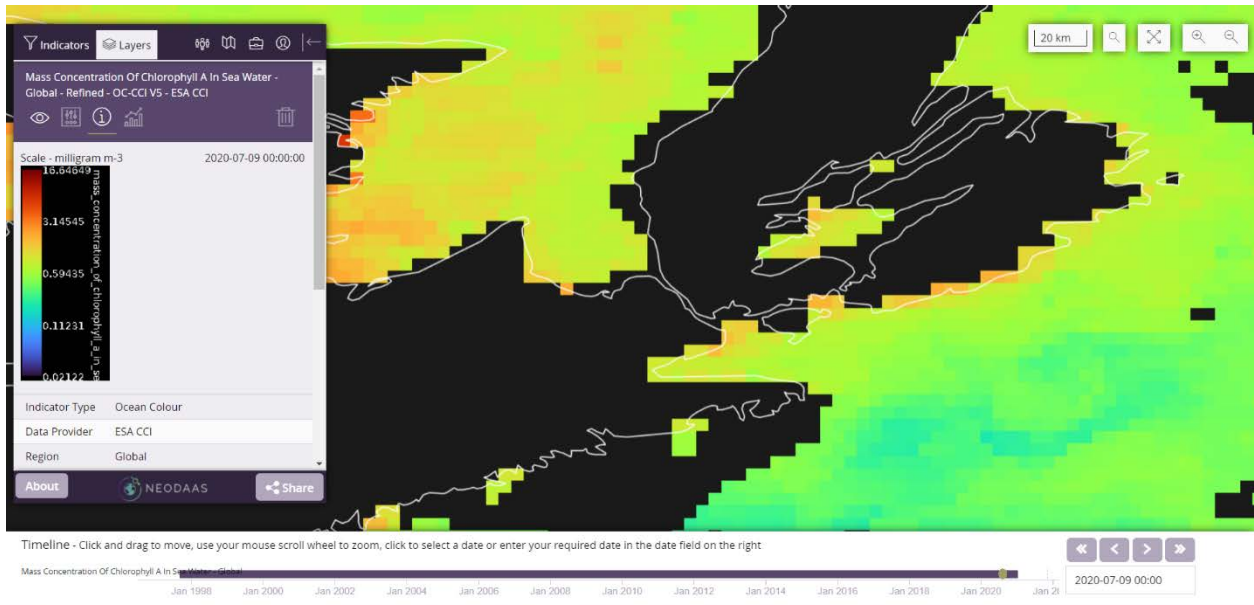 Indicators
Layers
Mass Concentration Of Chlorophyll A In Sea Water -
Global - Refined - OC-CCI V5 - ESA CCI
Scale - milligram m-3
2020-07-09 00:00:00
16.64649
3.14545
0.59435
0.11231
0.02122
mass_concentration_of_chlorophyll_a_in_se
Indicator Type Ocean Colour
Data Provider ESA CCI
Region Global
About
NEODAAS
Share
20 km
Timeline - Click and drag to move, use your mouse scroll wheel to zoom, click to select a date or enter your required date in the date field on the right
Mass Concentration Of Chlorophyll A In Sea Water - Global
2020-07-09 00:00
Jan 1998 Jan 2000 Jan 2002 Jan 2004 Jan 2006 Jan 2008 Jan 2010 Jan 2012 Jan 2014 Jan 2016 Jan 2018 Jan 2020 Jan 2